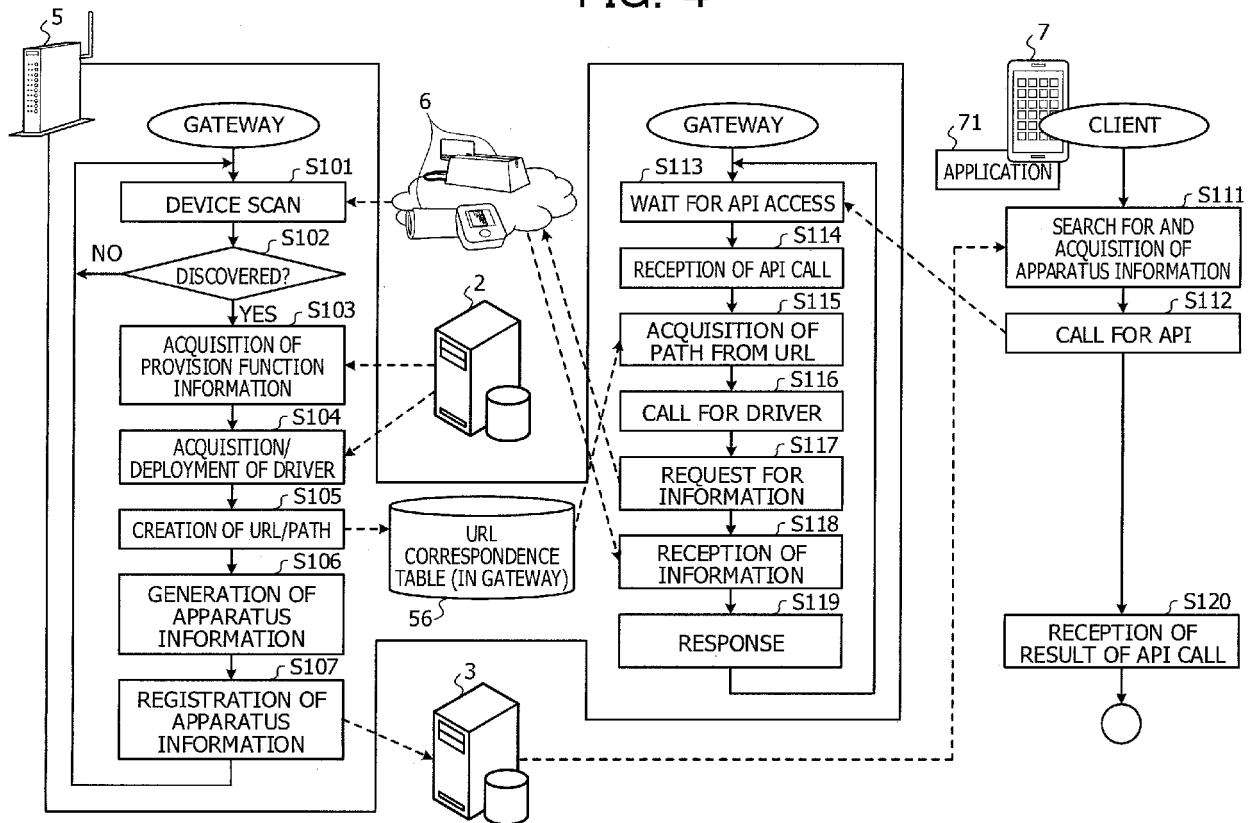 FIG. 4
5
GATEWAY
S101
DEVICE SCAN
S102
NO
DISCOVERED?
YES
S103
ACQUISITION OF
PROVISION FUNCTION
INFORMATION
S104
ACQUISITION/
DEPLOYMENT OF DRIVER
S105
CREATION OF URL/PATH
S106
GENERATION OF
APPARATUS
INFORMATION
S107
REGISTRATION OF
APPARATUS
INFORMATION
6
2
URL
CORRESPONDENCE
TABLE (IN GATEWAY)
56
3
GATEWAY
S113
WAIT FOR API ACCESS
S114
RECEPTION OF API CALL
S115
ACQUISITION OF
PATH FROM URL
S116
CALL FOR DRIVER
S117
REQUEST FOR
INFORMATION
S118
RECEPTION OF
INFORMATION
S119
RESPONSE
7
71
APPLICATION
CLIENT
S111
SEARCH FOR AND
ACQUISITION OF
APPARATUS INFORMATION
S112
CALL FOR API
S120
RECEPTION OF
RESULT OF API CALL